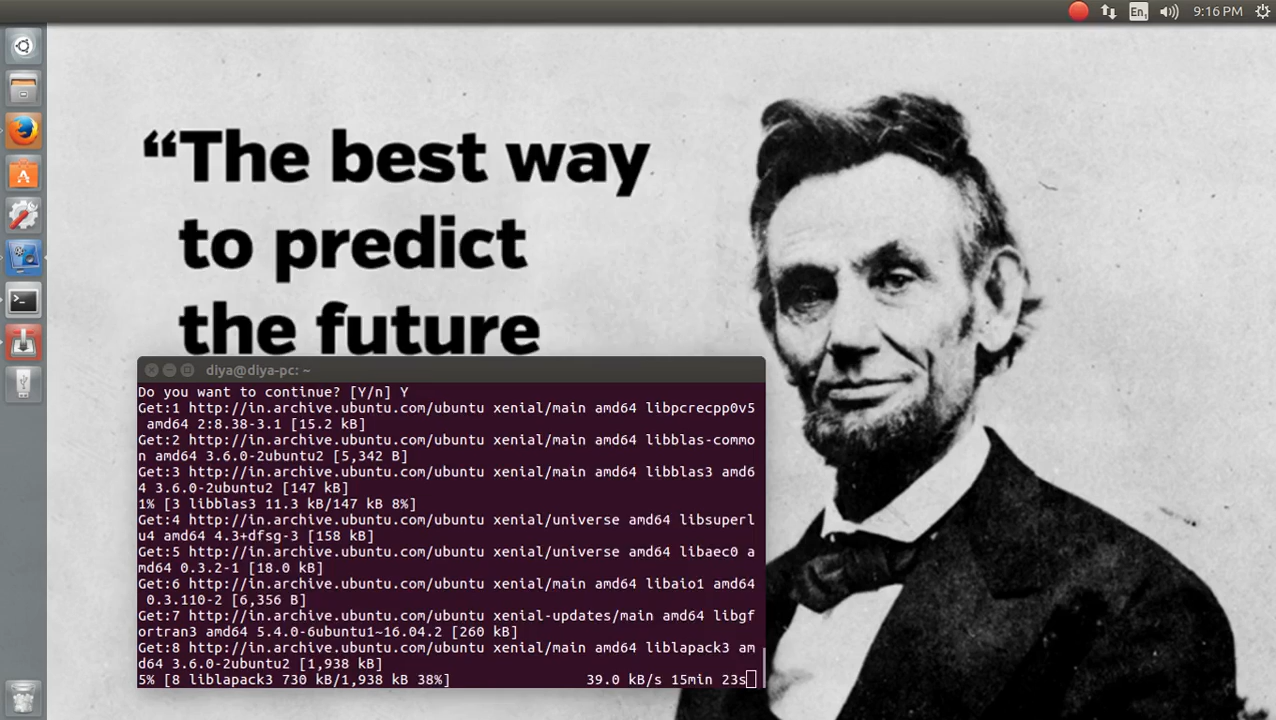 En₁ 9:16 PM
“The best way
to predict
the future
diya@diya-pc: ~
Do you want to continue? [Y/n] Y
Get:1 http://in.archive.ubuntu.com/ubuntu xenial/main amd64 libpcrecpp0v5
 amd64 2:8.38-3.1 [15.2 kB]
Get:2 http://in.archive.ubuntu.com/ubuntu xenial/main amd64 libblas-commo
n amd64 3.6.0-2ubuntu2 [5,342 B]
Get:3 http://in.archive.ubuntu.com/ubuntu xenial/main amd64 libblas3 amd6
4 3.6.0-2ubuntu2 [147 kB]
1% [3 libblas3 11.3 kB/147 kB 8%]
Get:4 http://in.archive.ubuntu.com/ubuntu xenial/universe amd64 libsuperl
u4 amd64 4.3+dfsg-3 [158 kB]
Get:5 http://in.archive.ubuntu.com/ubuntu xenial/universe amd64 libaec0 a
md64 0.3.2-1 [18.0 kB]
Get:6 http://in.archive.ubuntu.com/ubuntu xenial/main amd64 libaio1 amd64
 0.3.110-2 [6,356 B]
Get:7 http://in.archive.ubuntu.com/ubuntu xenial-updates/main amd64 libgf
ortran3 amd64 5.4.0-6ubuntu1~16.04.2 [260 kB]
Get:8 http://in.archive.ubuntu.com/ubuntu xenial/main amd64 liblapack3 am
d64 3.6.0-2ubuntu2 [1,938 kB]
5% [8 liblapack3 730 kB/1,938 kB 38%] 39.0 kB/s 15min 23s